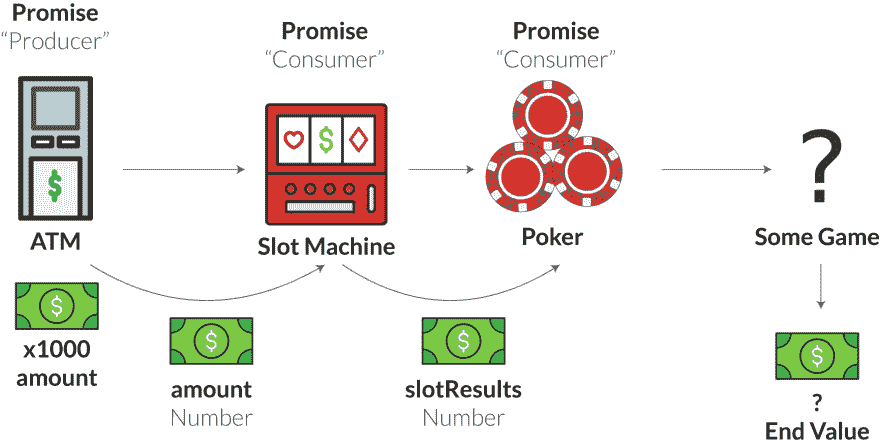 Promise
“Producer”
Promise
“Consumer”
Promise
“Consumer”
$
$
?
ATM
Slot Machine
Poker
Some Game
$
x1000
amount
$
amount
Number
$
slotResults
Number
$
?
End Value